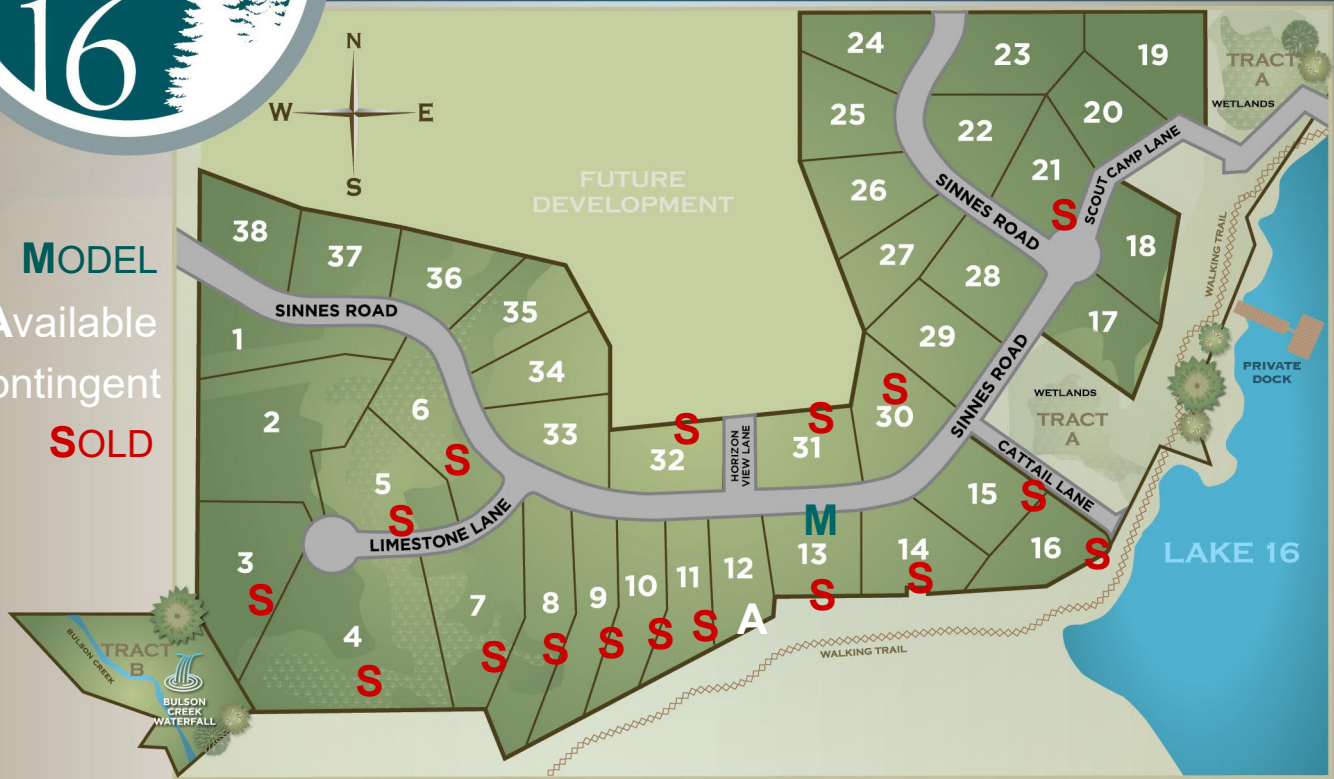 16
N
W E
S
MODEL
Available
ontingent
SOLD
FUTURE
DEVELOPMENT
24
23
19
TRACT
A
WETLANDS
25
22
20
21
S
SCOUT CAMP LANE
26
SINNES ROAD
18
27
28
17
29
SINNES ROAD
WALKING TRAIL
PRIVATE
DOCK
WETLANDS
TRACT
A
38
37
36
35
SINNES ROAD
1
34
2
6
S
33
S
32
HORIZON
VIEW LANE
S
31
S
30
CATTAIL LANE
5
S
LIMESTONE LANE
M
15
S
3
S
4
S
7
S
8
S
9
S
10
S
11
S
12
A
13
S
14
S
16
S
LAKE 16
WALKING TRAIL
BULSON CREEK
TRACT
B
BULSON
CREEK
WATERFALL